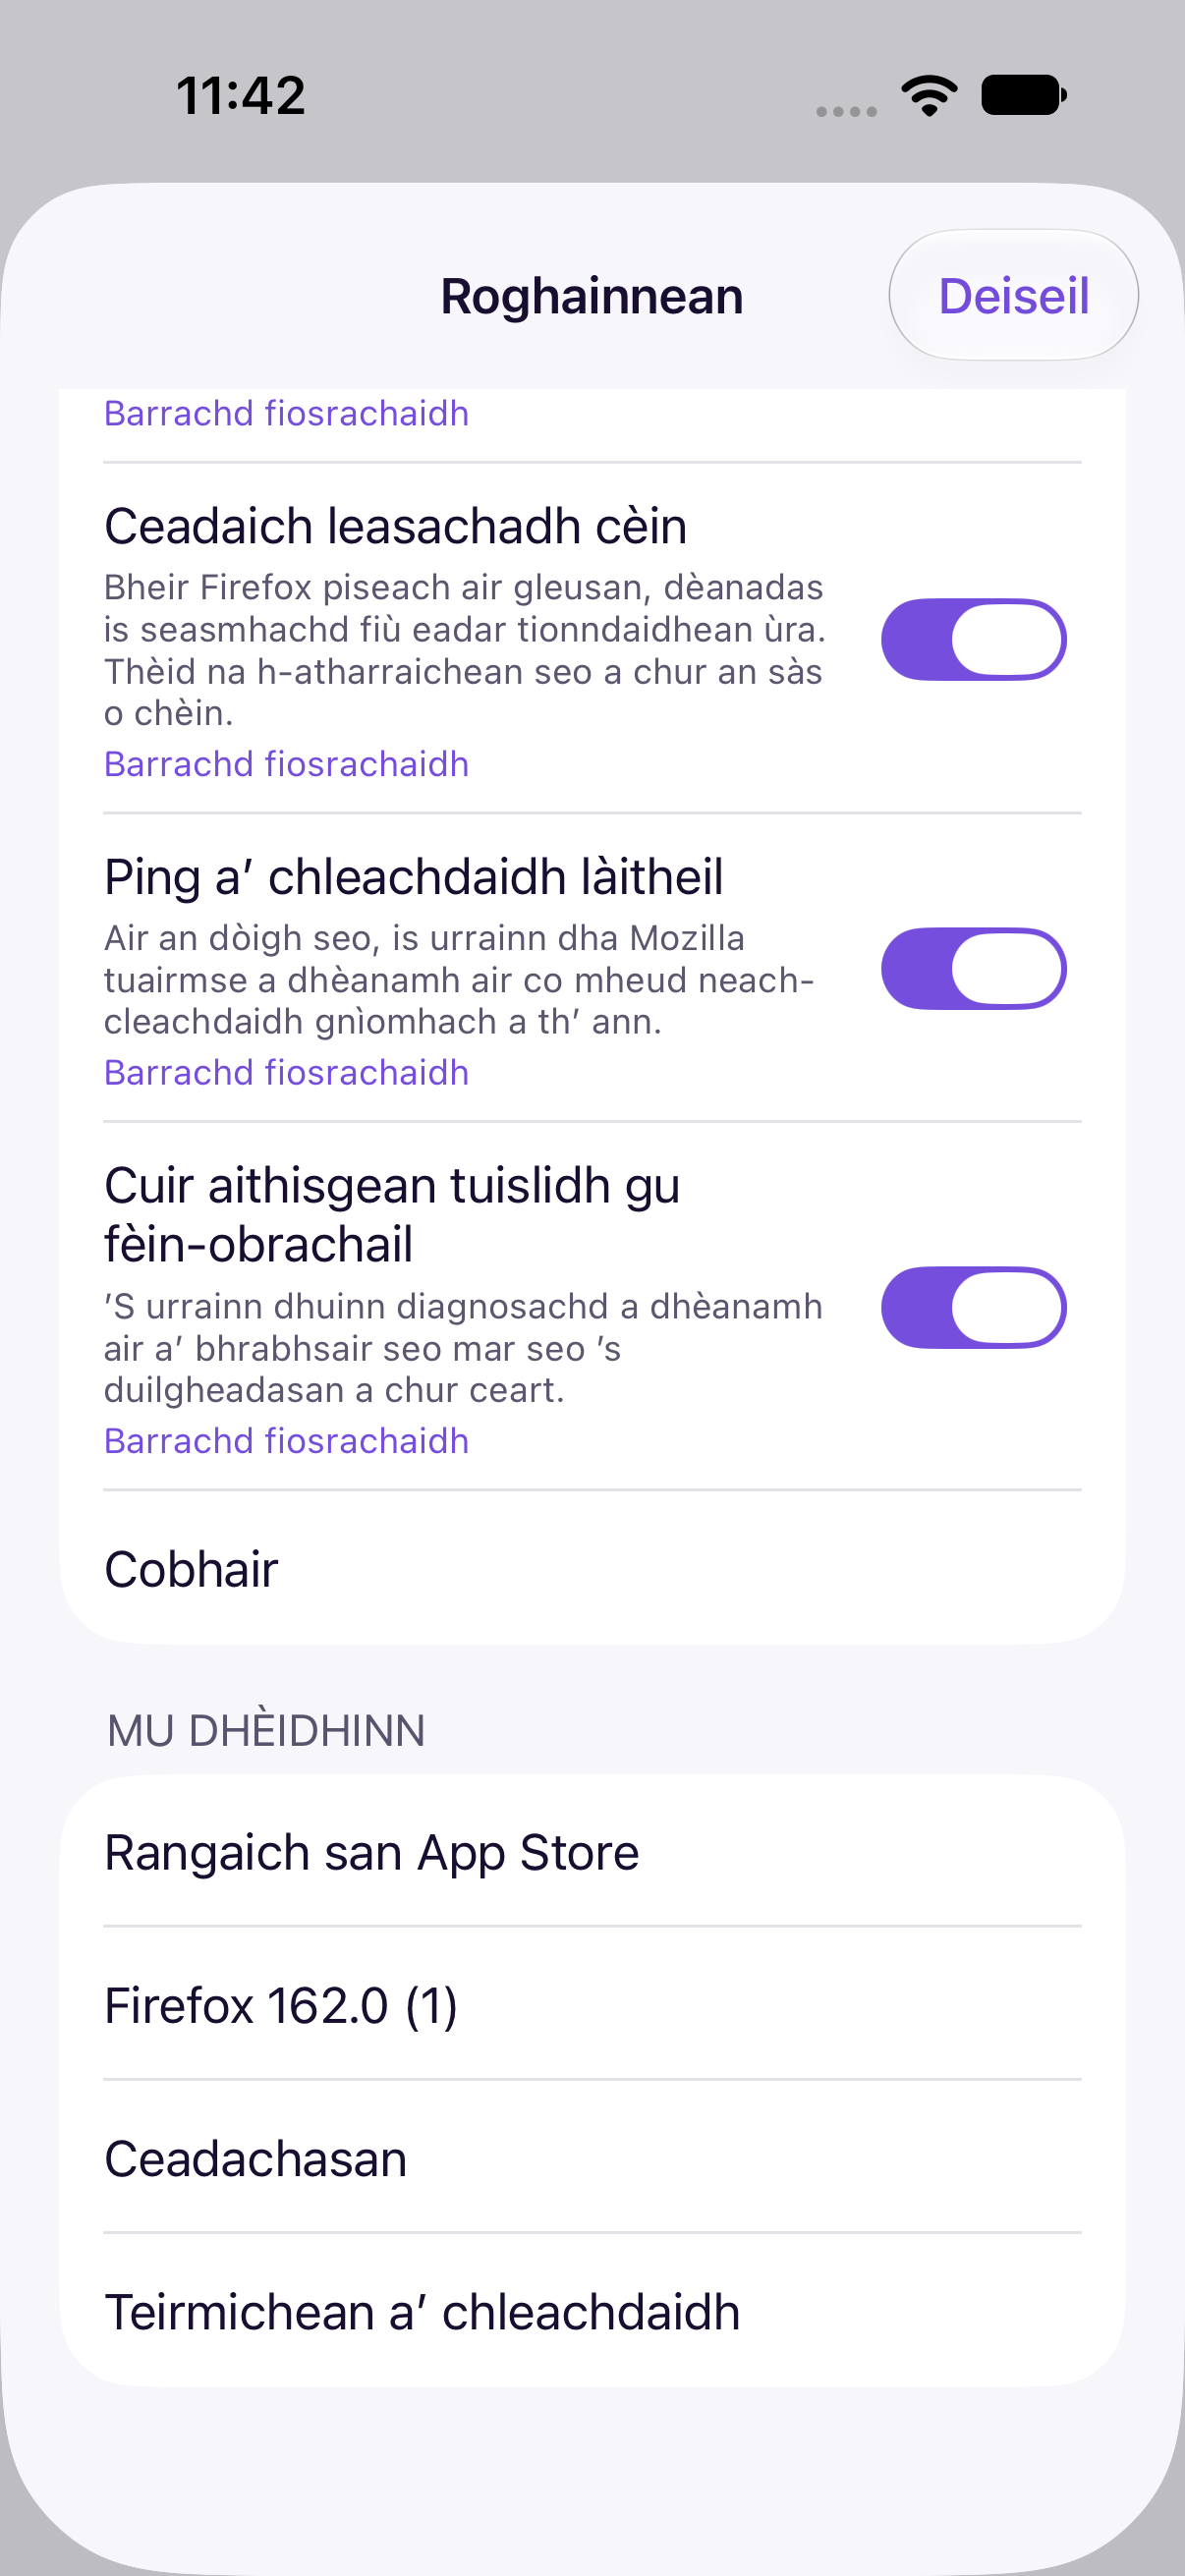 11:42
Roghainnean
Deiseil
Barrachd fiosrachaidh
Ceadaich leasachadh cèin
Bheir Firefox piseach air gleusan, dèanadas
is seasmhachd fiù eadar tionndaidhean ùra.
Thèid na h-atharraichean seo a chur an sàs
o chèin.
Barrachd fiosrachaidh
Ping a’ chleachdaidh làitheil
Air an dòigh seo, is urrainn dha Mozilla
tuairmse a dhèanamh air co mheud neach-
cleachdaidh gnìomhach a th’ ann.
Barrachd fiosrachaidh
Cuir aithisgean tuislidh gu
fèin-obrachail
’S urrainn dhuinn diagnosachd a dhèanamh
air a’ bhrabhsair seo mar seo ’s
duilgheadasan a chur ceart.
Barrachd fiosrachaidh
Cobhair
MU DHÈIDHINN
Rangaich san App Store
Firefox 162.0 (1)
Ceadachasan
Teirmichean a’ chleachdaidh